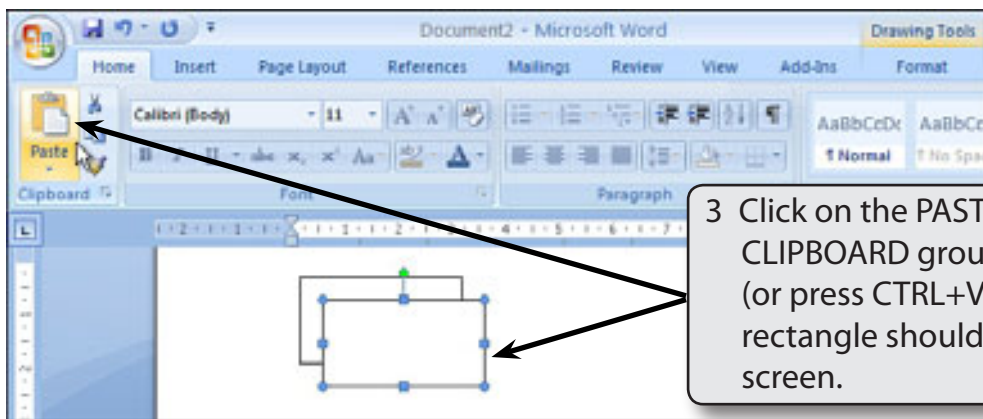 Document2 - Microsoft Word
Drawing Tools
Home Insert Page Layout References Mailings Review View Add-Ins Format
Calibri (Body) 11
AaBbCcDc AaBbCc
Paste
¶ Normal ¶ No Spa
Clipboard Font Paragraph
3 Click on the PAST
CLIPBOARD grou
(or press CTRL+V
rectangle should
screen.